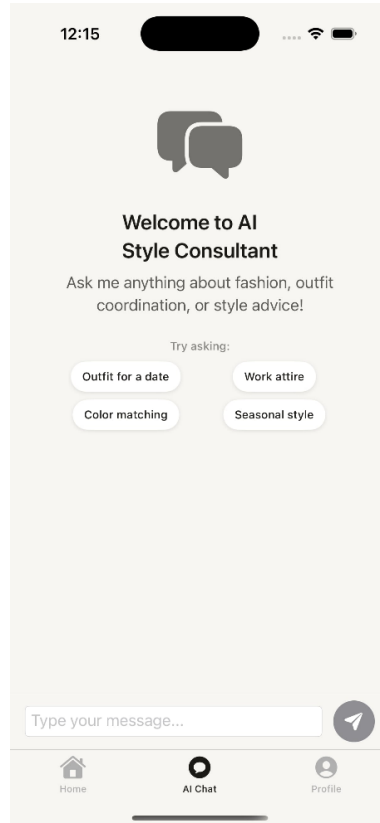 12:15
Welcome to AI
Style Consultant
Ask me anything about fashion, outfit
coordination, or style advice!
Try asking:
Outfit for a date
Work attire
Color matching
Seasonal style
Type your message...
Home
AI Chat
Profile